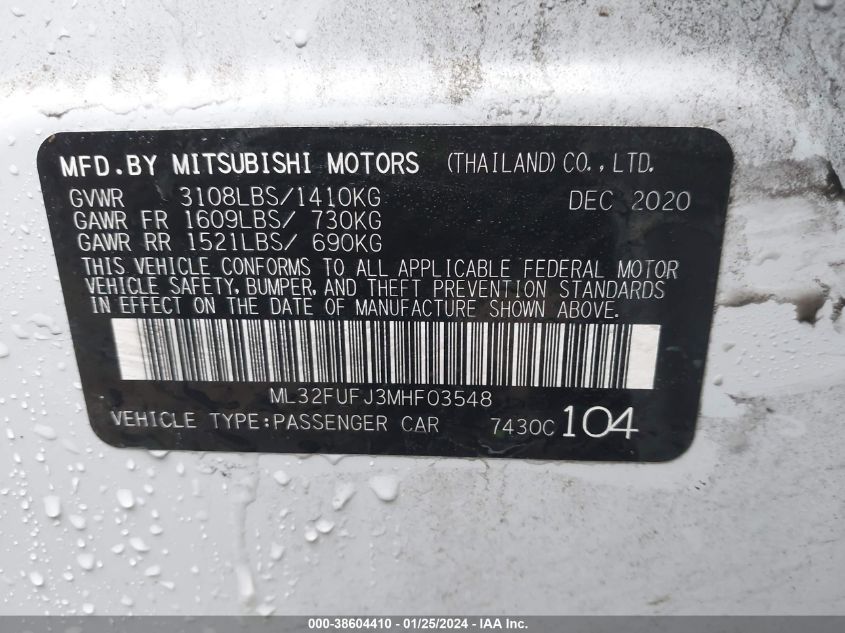 MFD.BY MITSUBISHI MOTORS (THAILAND) CO., LTD.
GVWR 3108LBS/1410KG DEC 2020
GAWR FR 1609LBS/ 730KG
GAWR RR 1521LBS/ 690KG
THIS VEHICLE CONFORMS TO ALL APPLICABLE FEDERAL MOTOR
VEHICLE SAFETY, BUMPER, AND THEFT PREVENTION STANDARDS
IN EFFECT ON THE DATE OF MANUFACTURE SHOWN ABOVE.
ML32FUFJ3MHF03548
VEHICLE TYPE:PASSENGER CAR 7430C 104
000-38604410 - 01/25/2024 - IAA Inc.